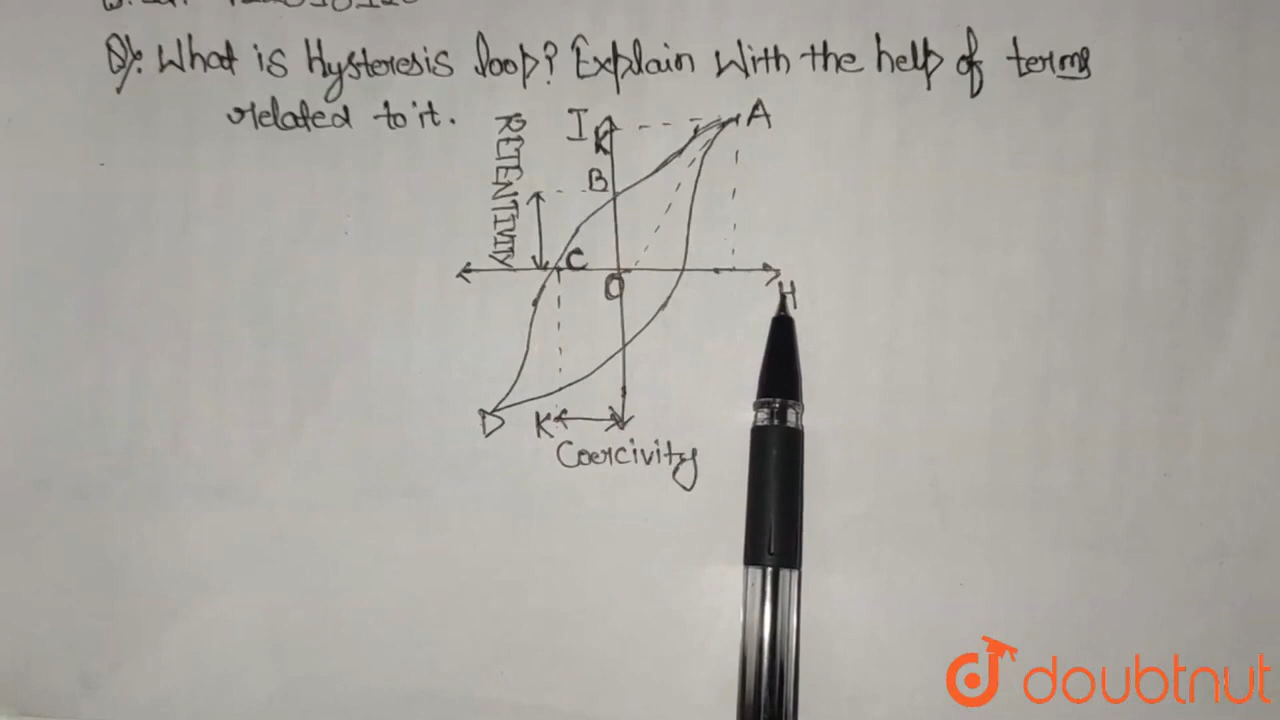 Q). What is Hysteresis loop? Explain with the help of terms
related to it.
I
A
RETENTIVITY
B
C
O
H
D
K
Coercivity
doubtnut